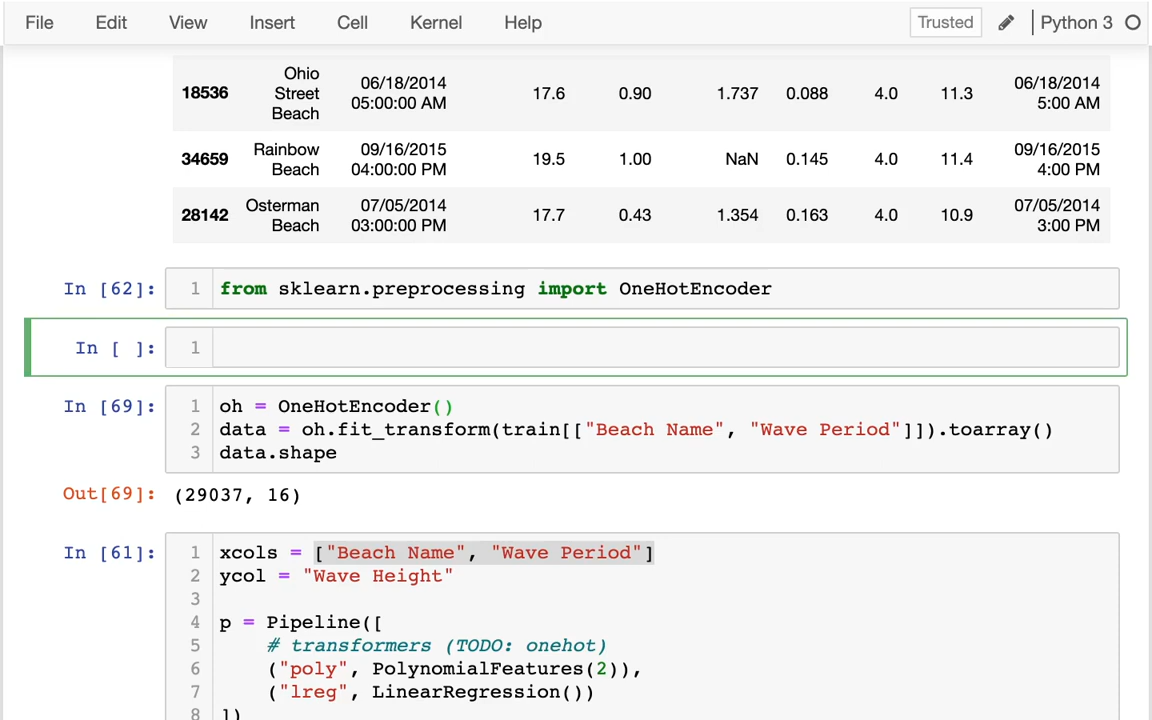 File Edit View Insert Cell Kernel Help Trusted Python 3
18536 Ohio Street Beach 06/18/2014 05:00:00 AM 17.6 0.90 1.737 0.088 4.0 11.3 06/18/2014 5:00 AM
34659 Rainbow Beach 09/16/2015 04:00:00 PM 19.5 1.00 NaN 0.145 4.0 11.4 09/16/2015 4:00 PM
28142 Osterman Beach 07/05/2014 03:00:00 PM 17.7 0.43 1.354 0.163 4.0 10.9 07/05/2014 3:00 PM
In [62]: 1 from sklearn.preprocessing import OneHotEncoder
In [ ]: 1
In [69]: 1 oh = OneHotEncoder()
2 data = oh.fit_transform(train[["Beach Name", "Wave Period"]]).toarray()
3 data.shape
Out[69]: (29037, 16)
In [61]: 1 xcols = ["Beach Name", "Wave Period"]
2 ycol = "Wave Height"
3
4 p = Pipeline([
5 # transformers (TODO: onehot)
6 ("poly", PolynomialFeatures(2)),
7 ("lreg", LinearRegression())
8 ])